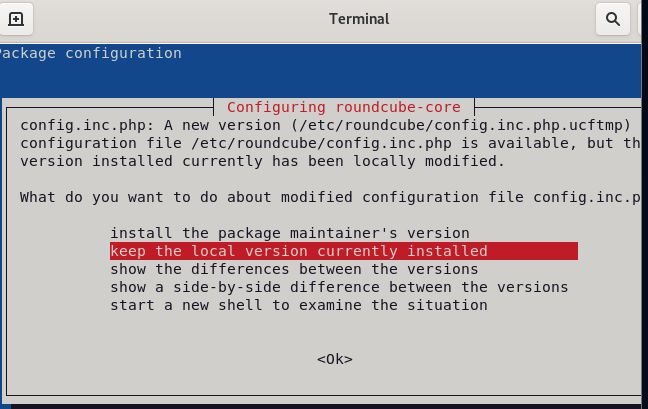 Terminal
Package configuration
Configuring roundcube-core
config.inc.php: A new version (/etc/roundcube/config.inc.php.ucftmp)
configuration file /etc/roundcube/config.inc.php is available, but th
version installed currently has been locally modified.
What do you want to do about modified configuration file config.inc.p
install the package maintainer's version
keep the local version currently installed
show the differences between the versions
show a side-by-side difference between the versions
start a new shell to examine the situation
<Ok>